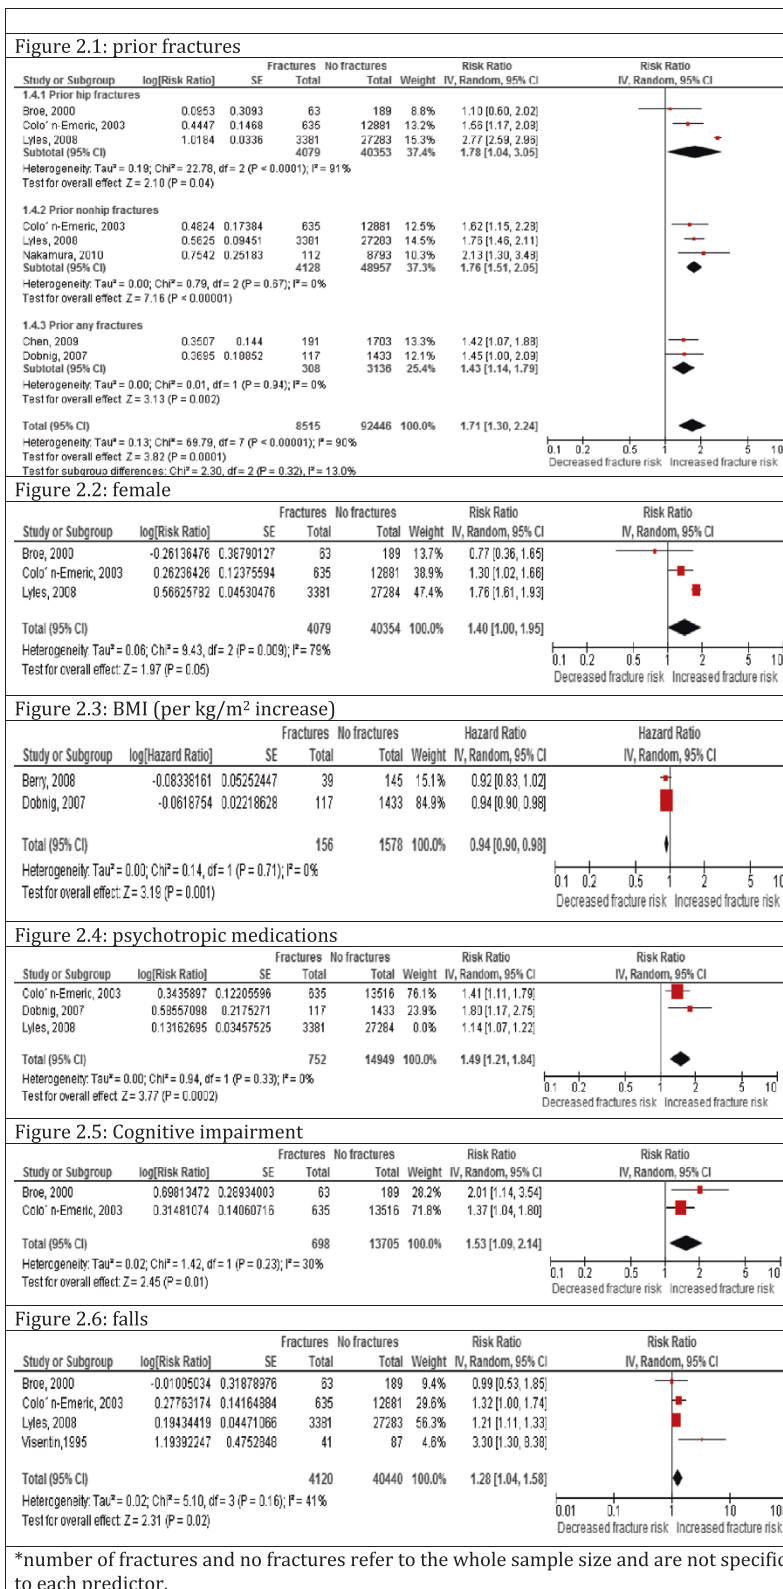 Figure 2.1: prior fractures
Fractures No fractures Risk Ratio Risk Ratio
Study or Subgroup log[Risk Ratio] SE Total Total Weight IV, Random, 95% CI IV, Random, 95% CI
1.4.1 Prior hip fractures
Broe, 2000 0.0953 0.3093 63 189 8.8% 1.10 [0.60, 2.02]
Colo´n-Emeric, 2003 0.4447 0.1468 635 12881 13.2% 1.56 [1.17, 2.08]
Lyles, 2008 1.0184 0.0336 3381 27283 15.3% 2.77 [2.59, 2.96]
Subtotal (95% CI) 4079 40353 37.4% 1.78 [1.04, 3.05]
Heterogeneity: Tau² = 0.19; Chi² = 22.78, df = 2 (P < 0.0001); I² = 91%
Test for overall effect: Z = 2.10 (P = 0.04)
1.4.2 Prior nonhip fractures
Colo´n-Emeric, 2003 0.4824 0.17384 635 12881 12.5% 1.62 [1.15, 2.28]
Lyles, 2008 0.5625 0.09451 3381 27283 14.5% 1.76 [1.46, 2.11]
Nakamura, 2010 0.7542 0.25183 112 8793 10.3% 2.13 [1.30, 3.48]
Subtotal (95% CI) 4128 48957 37.3% 1.76 [1.51, 2.05]
Heterogeneity: Tau² = 0.00; Chi² = 0.79, df = 2 (P = 0.67); I² = 0%
Test for overall effect: Z = 7.16 (P < 0.00001)
1.4.3 Prior any fractures
Chen, 2009 0.3507 0.144 191 1703 13.3% 1.42 [1.07, 1.88]
Dobnig, 2007 0.3695 0.18852 117 1433 12.1% 1.45 [1.00, 2.09]
Subtotal (95% CI) 308 3136 25.4% 1.43 [1.14, 1.79]
Heterogeneity: Tau² = 0.00; Chi² = 0.01, df = 1 (P = 0.94); I² = 0%
Test for overall effect: Z = 3.13 (P = 0.002)
Total (95% CI) 8515 92446 100.0% 1.71 [1.30, 2.24]
Heterogeneity: Tau² = 0.13; Chi² = 69.79, df = 7 (P < 0.00001); I² = 90%
Test for overall effect: Z = 3.82 (P = 0.0001)
Test for subgroup differences: Chi² = 2.30, df = 2 (P = 0.32), I² = 13.0%
0.1 0.2 0.5 1 2 5 10
Decreased fracture risk Increased fracture risk
Figure 2.2: female
Fractures No fractures Risk Ratio Risk Ratio
Study or Subgroup log[Risk Ratio] SE Total Total Weight IV, Random, 95% CI IV, Random, 95% CI
Broe, 2000 -0.26136476 0.38790127 63 189 13.7% 0.77 [0.36, 1.65]
Colo´n-Emeric, 2003 0.26236426 0.12375594 635 12881 38.9% 1.30 [1.02, 1.66]
Lyles, 2008 0.56625782 0.04530476 3381 27284 47.4% 1.76 [1.61, 1.93]
Total (95% CI) 4079 40354 100.0% 1.40 [1.00, 1.95]
Heterogeneity: Tau² = 0.06; Chi² = 9.43, df = 2 (P = 0.009); I² = 79%
Test for overall effect: Z = 1.97 (P = 0.05)
0.1 0.2 0.5 1 2 5 10
Decreased fracture risk Increased fracture risk
Figure 2.3: BMI (per kg/m² increase)
Fractures No fractures Hazard Ratio Hazard Ratio
Study or Subgroup log[Hazard Ratio] SE Total Total Weight IV, Random, 95% CI IV, Random, 95% CI
Berry, 2008 -0.08338161 0.05252447 39 145 15.1% 0.92 [0.83, 1.02]
Dobnig, 2007 -0.0618754 0.02218628 117 1433 84.9% 0.94 [0.90, 0.98]
Total (95% CI) 156 1578 100.0% 0.94 [0.90, 0.98]
Heterogeneity: Tau² = 0.00; Chi² = 0.14, df = 1 (P = 0.71); I² = 0%
Test for overall effect: Z = 3.19 (P = 0.001)
0.1 0.2 0.5 1 2 5 10
Decreased fracture risk Increased fracture risk
Figure 2.4: psychotropic medications
Fractures No fractures Risk Ratio Risk Ratio
Study or Subgroup log[Risk Ratio] SE Total Total Weight IV, Random, 95% CI IV, Random, 95% CI
Colo´n-Emeric, 2003 0.3435897 0.12205596 635 13516 76.1% 1.41 [1.11, 1.79]
Dobnig, 2007 0.58557098 0.2175271 117 1433 23.9% 1.80 [1.17, 2.75]
Lyles, 2008 0.13162695 0.03457525 3381 27284 0.0% 1.14 [1.07, 1.22]
Total (95% CI) 752 14949 100.0% 1.49 [1.21, 1.84]
Heterogeneity: Tau² = 0.00; Chi² = 0.94, df = 1 (P = 0.33); I² = 0%
Test for overall effect: Z = 3.77 (P = 0.0002)
0.1 0.2 0.5 1 2 5 10
Decreased fractures risk Increased fracture risk
Figure 2.5: Cognitive impairment
Fractures No fractures Risk Ratio Risk Ratio
Study or Subgroup log[Risk Ratio] SE Total Total Weight IV, Random, 95% CI IV, Random, 95% CI
Broe, 2000 0.69813472 0.28934003 63 189 28.2% 2.01 [1.14, 3.54]
Colo´n-Emeric, 2003 0.31481074 0.14060716 635 13516 71.8% 1.37 [1.04, 1.80]
Total (95% CI) 698 13705 100.0% 1.53 [1.09, 2.14]
Heterogeneity: Tau² = 0.02; Chi² = 1.42, df = 1 (P = 0.23); I² = 30%
Test for overall effect: Z = 2.45 (P = 0.01)
0.1 0.2 0.5 1 2 5 10
Decreased fracture risk Increased fracture risk
Figure 2.6: falls
Fractures No fractures Risk Ratio Risk Ratio
Study or Subgroup log[Risk Ratio] SE Total Total Weight IV, Random, 95% CI IV, Random, 95% CI
Broe, 2000 -0.01005034 0.31878976 63 189 9.4% 0.99 [0.53, 1.85]
Colo´n-Emeric, 2003 0.27763174 0.14164884 635 12881 29.6% 1.32 [1.00, 1.74]
Lyles, 2008 0.19434419 0.04471066 3381 27283 56.3% 1.21 [1.11, 1.33]
Visentin,1995 1.19392247 0.4752848 41 87 4.6% 3.30 [1.30, 8.38]
Total (95% CI) 4120 40440 100.0% 1.28 [1.04, 1.58]
Heterogeneity: Tau² = 0.02; Chi² = 5.10, df = 3 (P = 0.16); I² = 41%
Test for overall effect: Z = 2.31 (P = 0.02)
0.01 0.1 1 10 100
Decreased fracture risk Increased fracture risk
*number of fractures and no fractures refer to the whole sample size and are not specific
to each predictor.